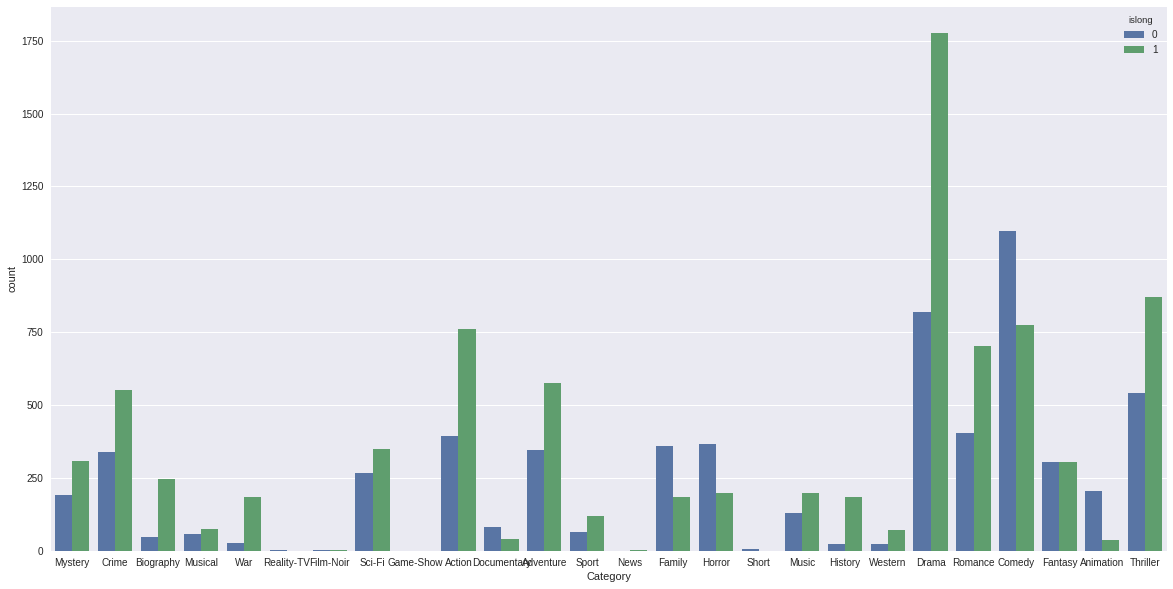 islong
0
1
1750
1500
1250
1000
750
500
250
0
count
Mystery Crime Biography Musical War Reality-TV Film-Noir Sci-Fi Game-Show Action Documentary Adventure Sport News Family Horror Short Music History Western Drama Romance Comedy Fantasy Animation Thriller
Category